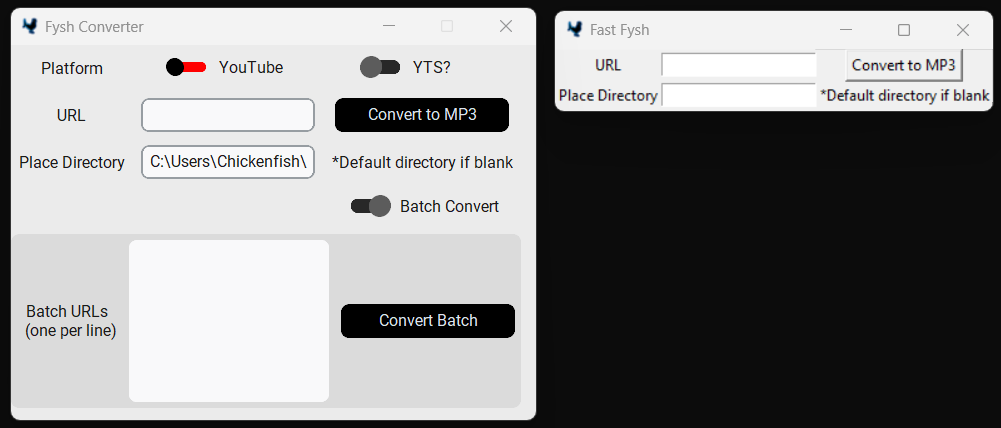 Fysh Converter
Platform YouTube YTS?
URL Convert to MP3
Place Directory C:\Users\Chickenfish\ *Default directory if blank
Batch Convert
Batch URLs
(one per line)
Convert Batch
Fast Fysh
URL Convert to MP3
Place Directory *Default directory if blank